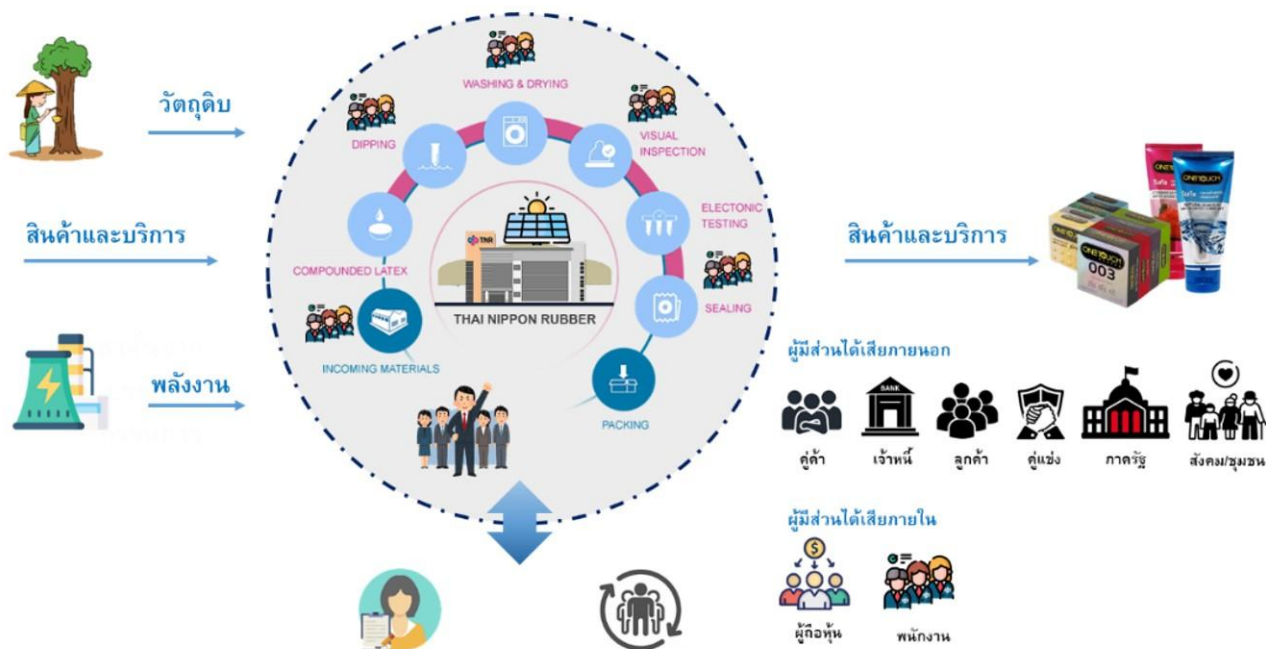 วัตถุดิบ
สินค้าและบริการ
พลังงาน
WASHING & DRYING
DIPPING
VISUAL
INSPECTION
ELECTONIC
TESTING
COMPOUNDED LATEX
SEALING
INCOMING MATERIALS
PACKING
TNR
THAI NIPPON RUBBER
สินค้าและบริการ
ONETOUCH
ONETOUCH
ONETOUCH
003
ผู้มีส่วนได้เสียภายนอก
BANK
คู่ค้า
เจ้าหนี้
ลูกค้า
คู่แข่ง
ภาครัฐ
สังคม/ชุมชน
ผู้มีส่วนได้เสียภายใน
$
ผู้ถือหุ้น
พนักงาน